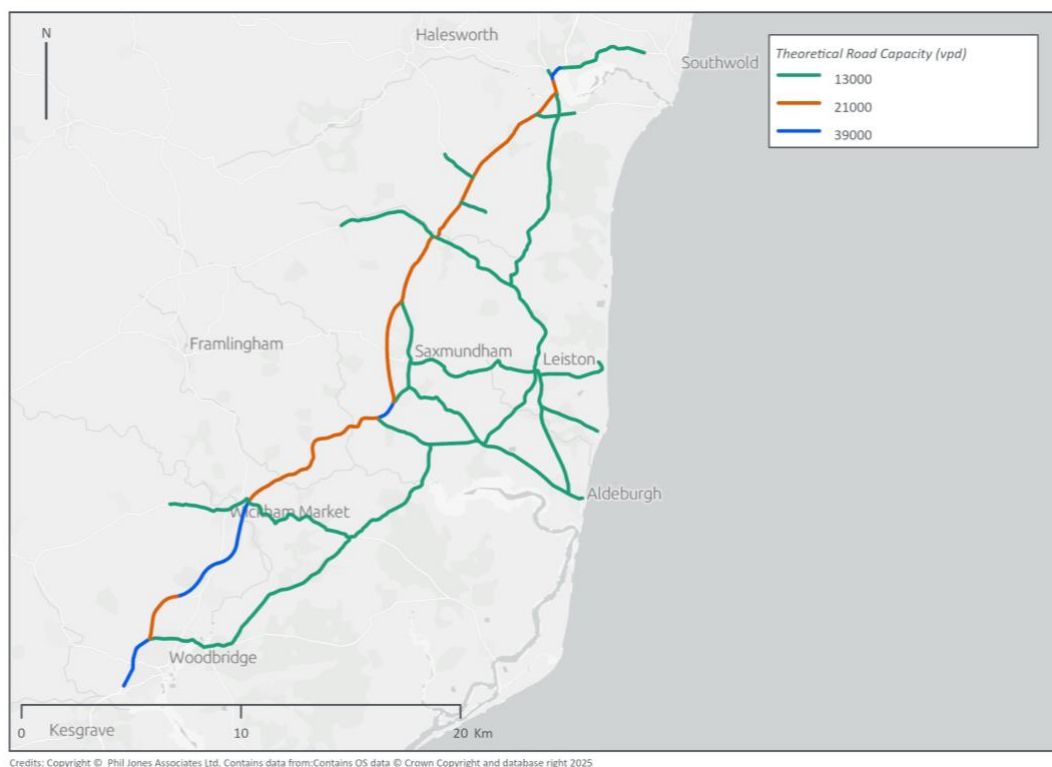 N
Halesworth
Southwold
Theoretical Road Capacity (vpd)
13000
21000
39000
Framlingham
Saxmundham
Leiston
Aldeburgh
Wickham Market
Woodbridge
Kesgrave
0
10
20 Km
Credits: Copyright © Phil Jones Associates Ltd. Contains data from:Contains OS data © Crown Copyright and database right 2025